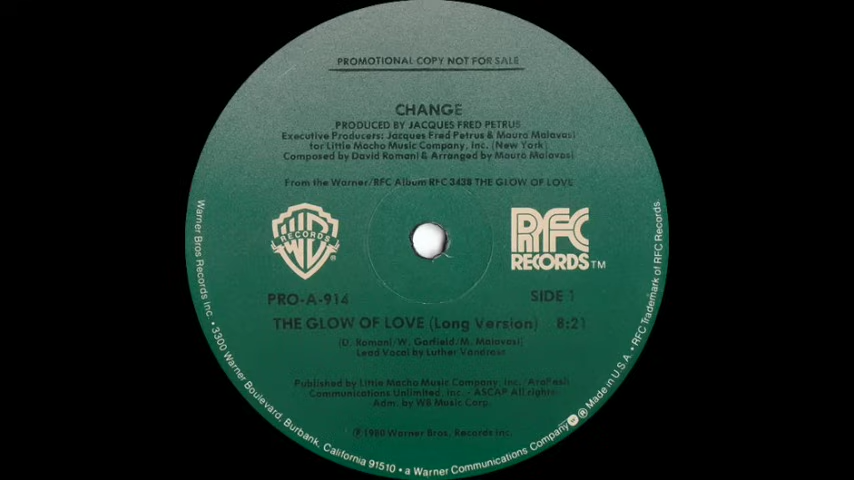 PROMOTIONAL COPY NOT FOR SALE
CHANGE
PRODUCED BY JACQUES FRED PETRUS
Executive Producers: Jacques Fred Petrus & Mauro Malavasi
for Little Macho Music Company, Inc. (New York)
Composed by David Romani & Arranged by Mauro Malavasi
From the Warner/RFC Album RFC 3438 THE GLOW OF LOVE
WB
RECORDS
®
RFC
RECORDS™
PRO-A-914
SIDE 1
THE GLOW OF LOVE (Long Version) 8:21
(D. Romani/W. Garfield/M. Malavasi)
Lead Vocal by Luther Vandross
Published by Little Macho Music Company, Inc./
Communications Unlimited, Inc. - ASCAP All rights
Adm. by WB Music Corp.
℗ 1980 Warner Bros. Records Inc.
Warner Bros Records Inc. • 3300 Warner Boulevard, Burbank, California 91510 • a Warner Communications Company ® Made in U.S.A. • RFC Trademark of RFC Records